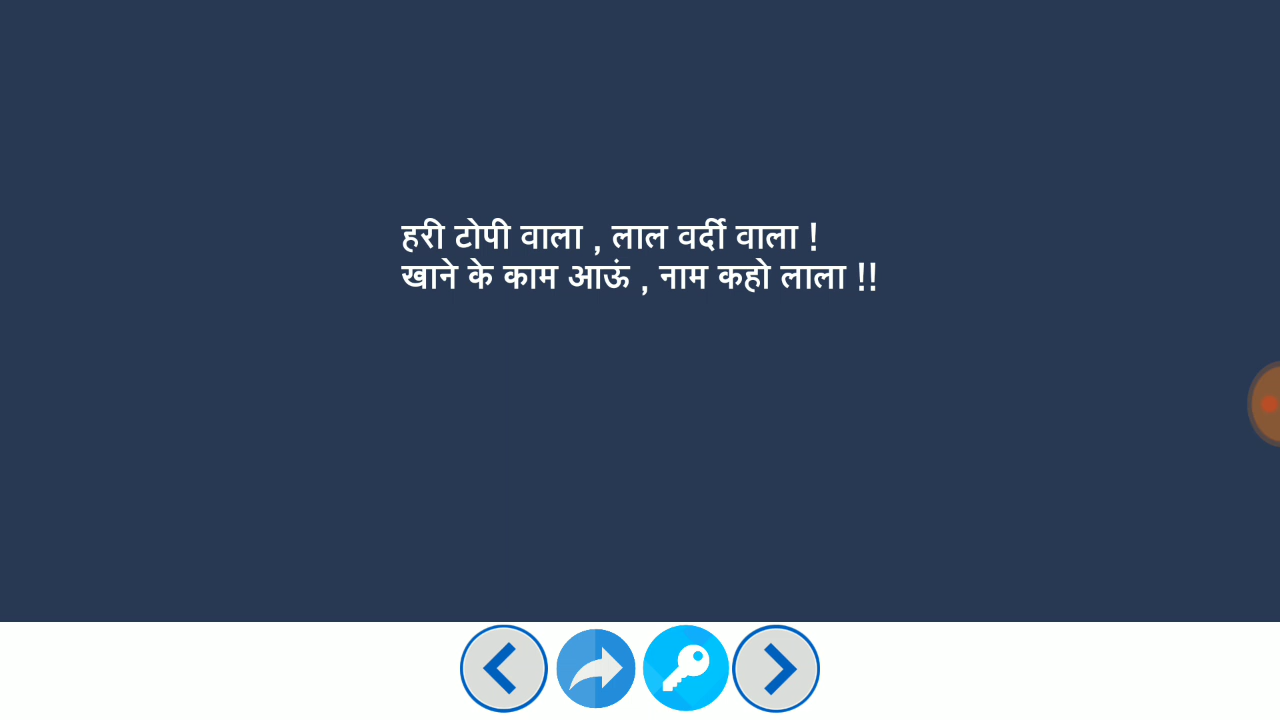 हरी टोपी वाला , लाल वर्दी वाला !
खाने के काम आऊं , नाम कहो लाला !!